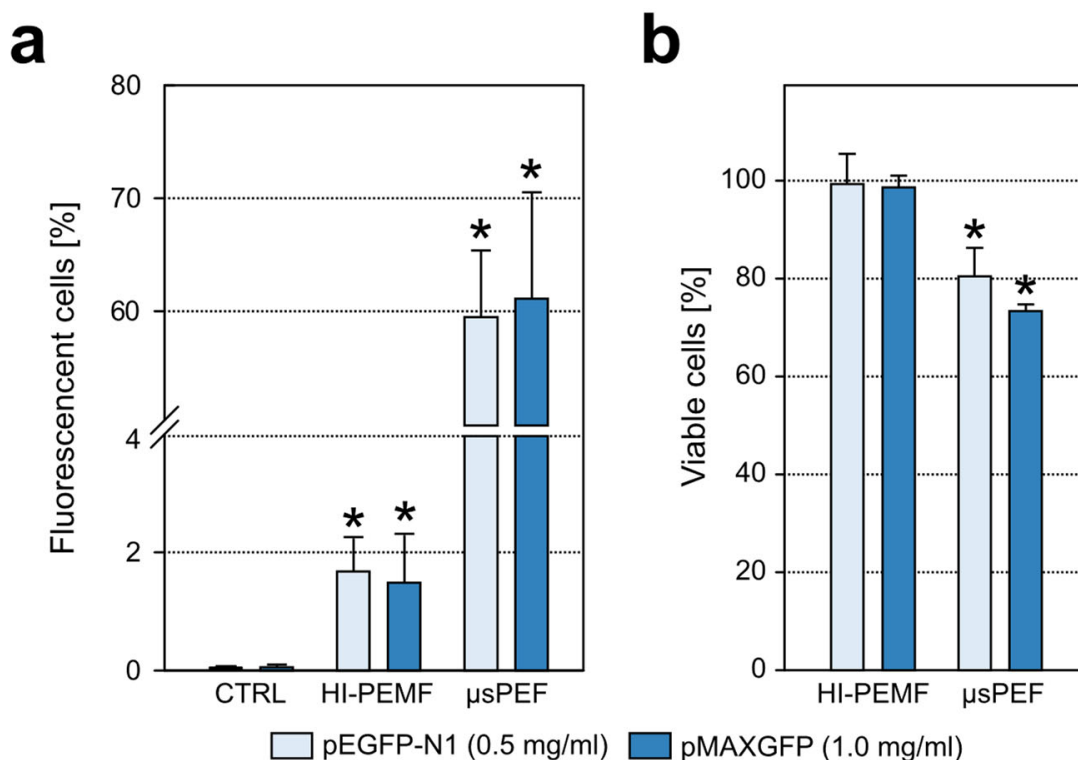 a
Fluorescencent cells [%]
80
70
60
4
2
0
* * * *
CTRL HI-PEMF µsPEF
b
Viable cells [%]
100
80
60
40
20
0
* *
HI-PEMF µsPEF
pEGFP-N1 (0.5 mg/ml) pMAXGFP (1.0 mg/ml)